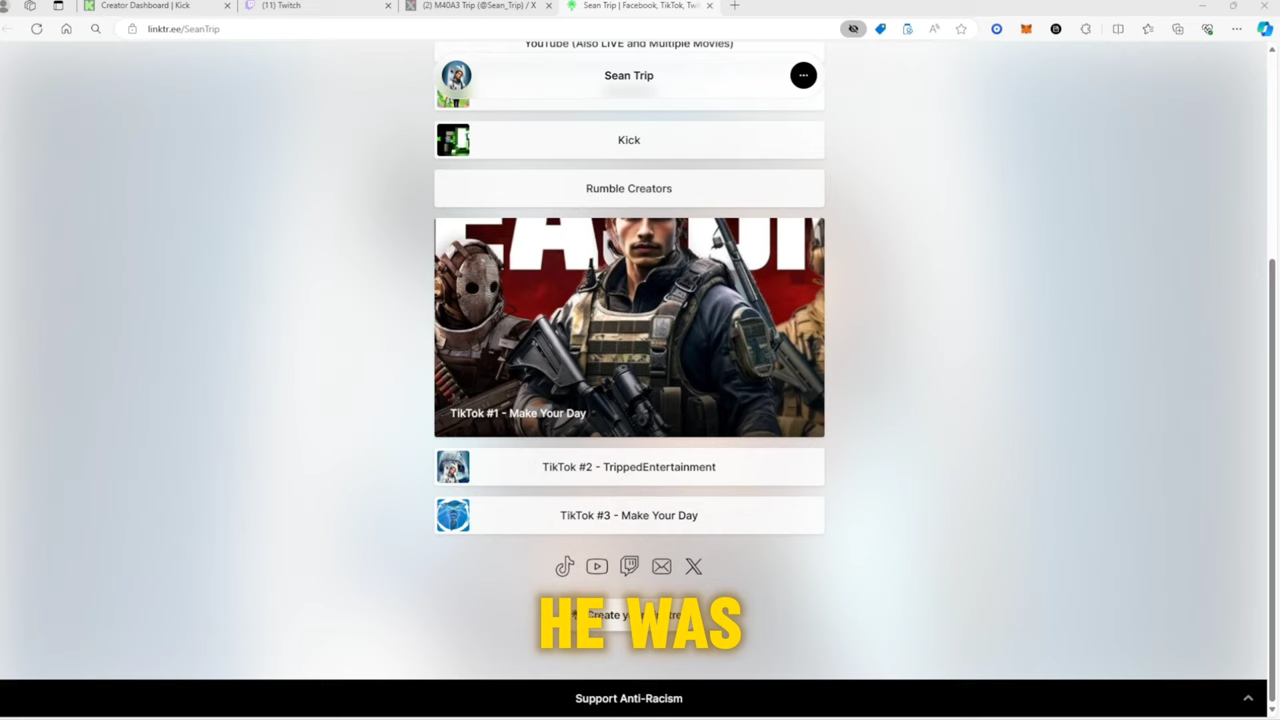 Creator Dashboard | Kick
(11) Twitch
(2) M40A3 Trip (@Sean_Trip) / X
Sean Trip | Facebook, TikTok, Twi
linktr.ee/SeanTrip
YouTube (Also LIVE and Multiple Movies)
Sean Trip
Kick
Rumble Creators
TikTok #1 - Make Your Day
TikTok #2 - TrippedEntertainment
TikTok #3 - Make Your Day
HE WAS
Support Anti-Racism